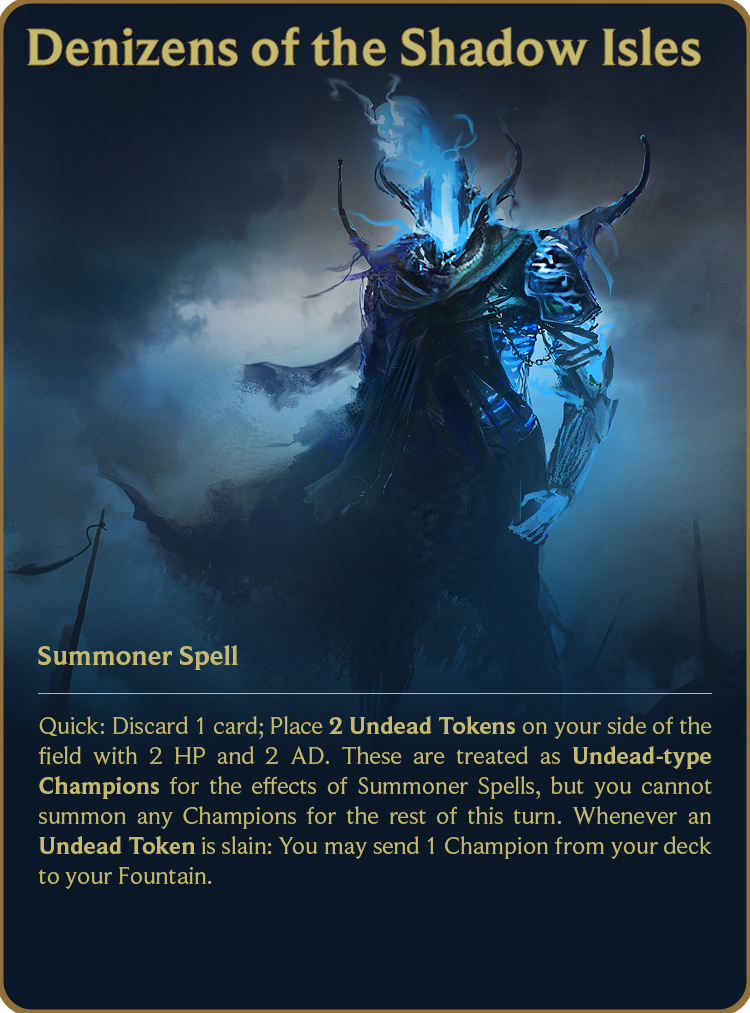 Denizens of the Shadow Isles
Summoner Spell
Quick: Discard 1 card; Place 2 Undead Tokens on your side of the
field with 2 HP and 2 AD. These are treated as Undead-type
Champions for the effects of Summoner Spells, but you cannot
summon any Champions for the rest of this turn. Whenever an
Undead Token is slain: You may send 1 Champion from your deck
to your Fountain.